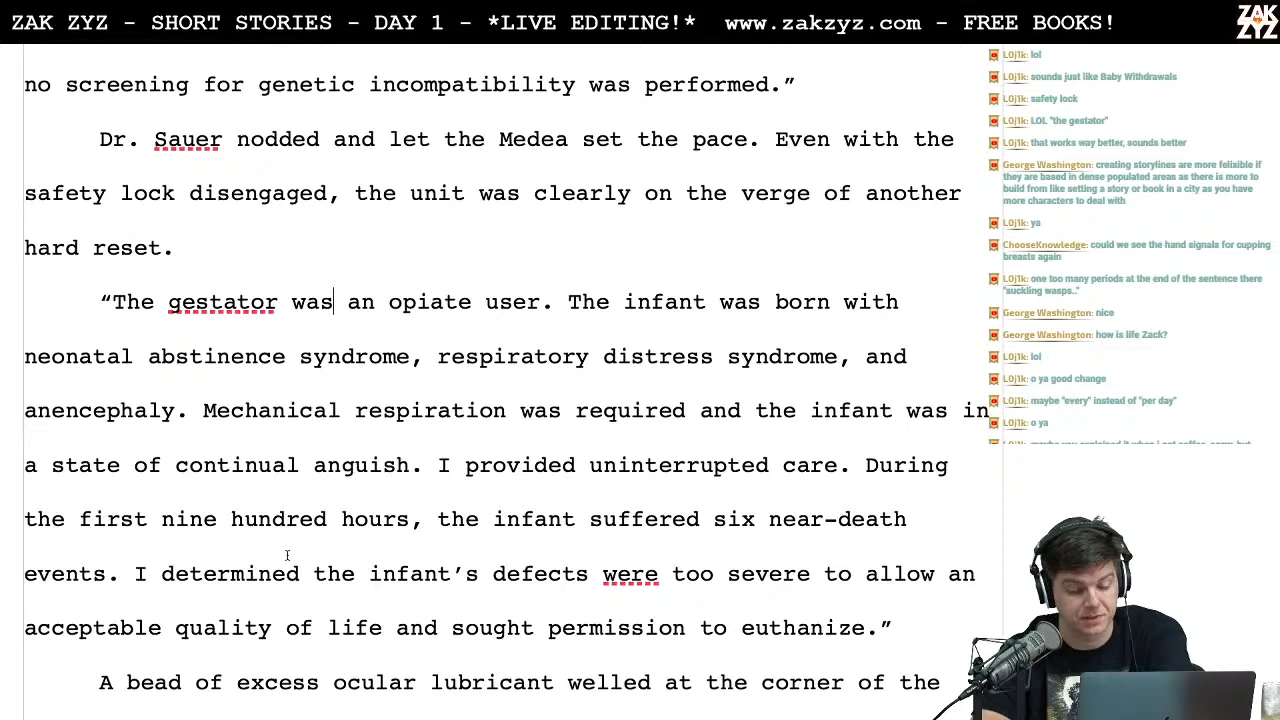 ZAK ZYZ - SHORT STORIES - DAY 1 - *LIVE EDITING!* www.zakzyz.com - FREE BOOKS!
ZAK
ZYZ
no screening for genetic incompatibility was performed.”
Dr. Sauer nodded and let the Medea set the pace. Even with the
safety lock disengaged, the unit was clearly on the verge of another
hard reset.
“The gestator was an opiate user. The infant was born with
neonatal abstinence syndrome, respiratory distress syndrome, and
anencephaly. Mechanical respiration was required and the infant was in
a state of continual anguish. I provided uninterrupted care. During
the first nine hundred hours, the infant suffered six near-death
events. I determined the infant’s defects were too severe to allow an
acceptable quality of life and sought permission to euthanize.”
A bead of excess ocular lubricant welled at the corner of the
L0j1k: lol
L0j1k: sounds just like Baby Withdrawals
L0j1k: safety lock
L0j1k: LOL "the gestator"
L0j1k: that works way better, sounds better
George Washington: creating storylines are more felixible if
they are based in dense populated areas as there is more to
build from like setting a story or book in a city as you have
more characters to deal with
L0j1k: ya
ChooseKnowledge: could we see the hand signals for cupping
breasts again
L0j1k: one too many periods at the end of the sentence there
"suckling wasps.."
George Washington: nice
George Washington: how is life Zack?
L0j1k: lol
L0j1k: o ya good change
L0j1k: maybe "every" instead of "per day"
L0j1k: o ya